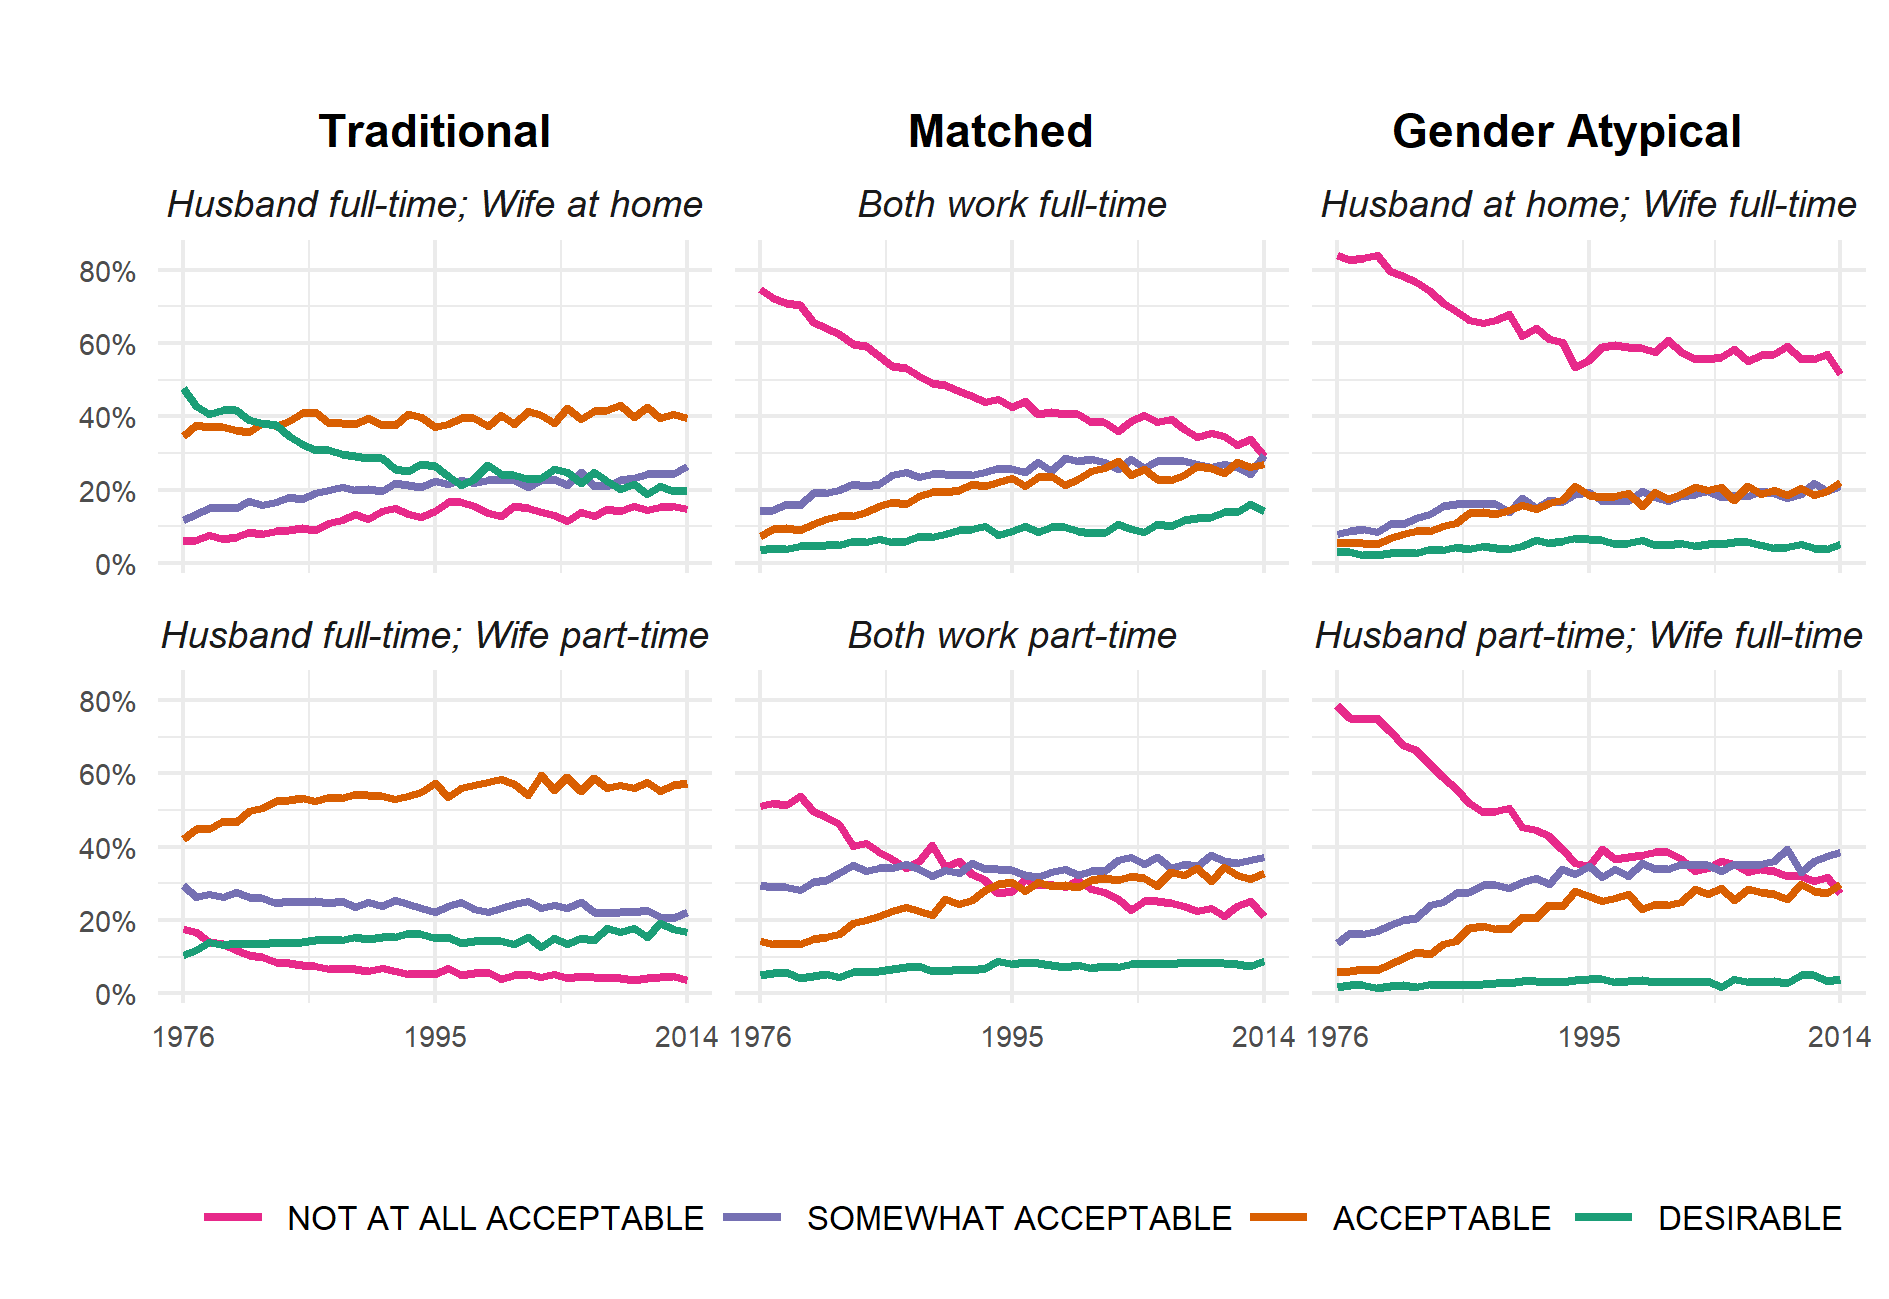 Traditional Matched Gender Atypical
Husband full-time; Wife at home Both work full-time Husband at home; Wife full-time
80%
60%
40%
20%
0%
Husband full-time; Wife part-time Both work part-time Husband part-time; Wife full-time
80%
60%
40%
20%
0%
1976 1995 2014 1976 1995 2014 1976 1995 2014
NOT AT ALL ACCEPTABLE SOMEWHAT ACCEPTABLE ACCEPTABLE DESIRABLE